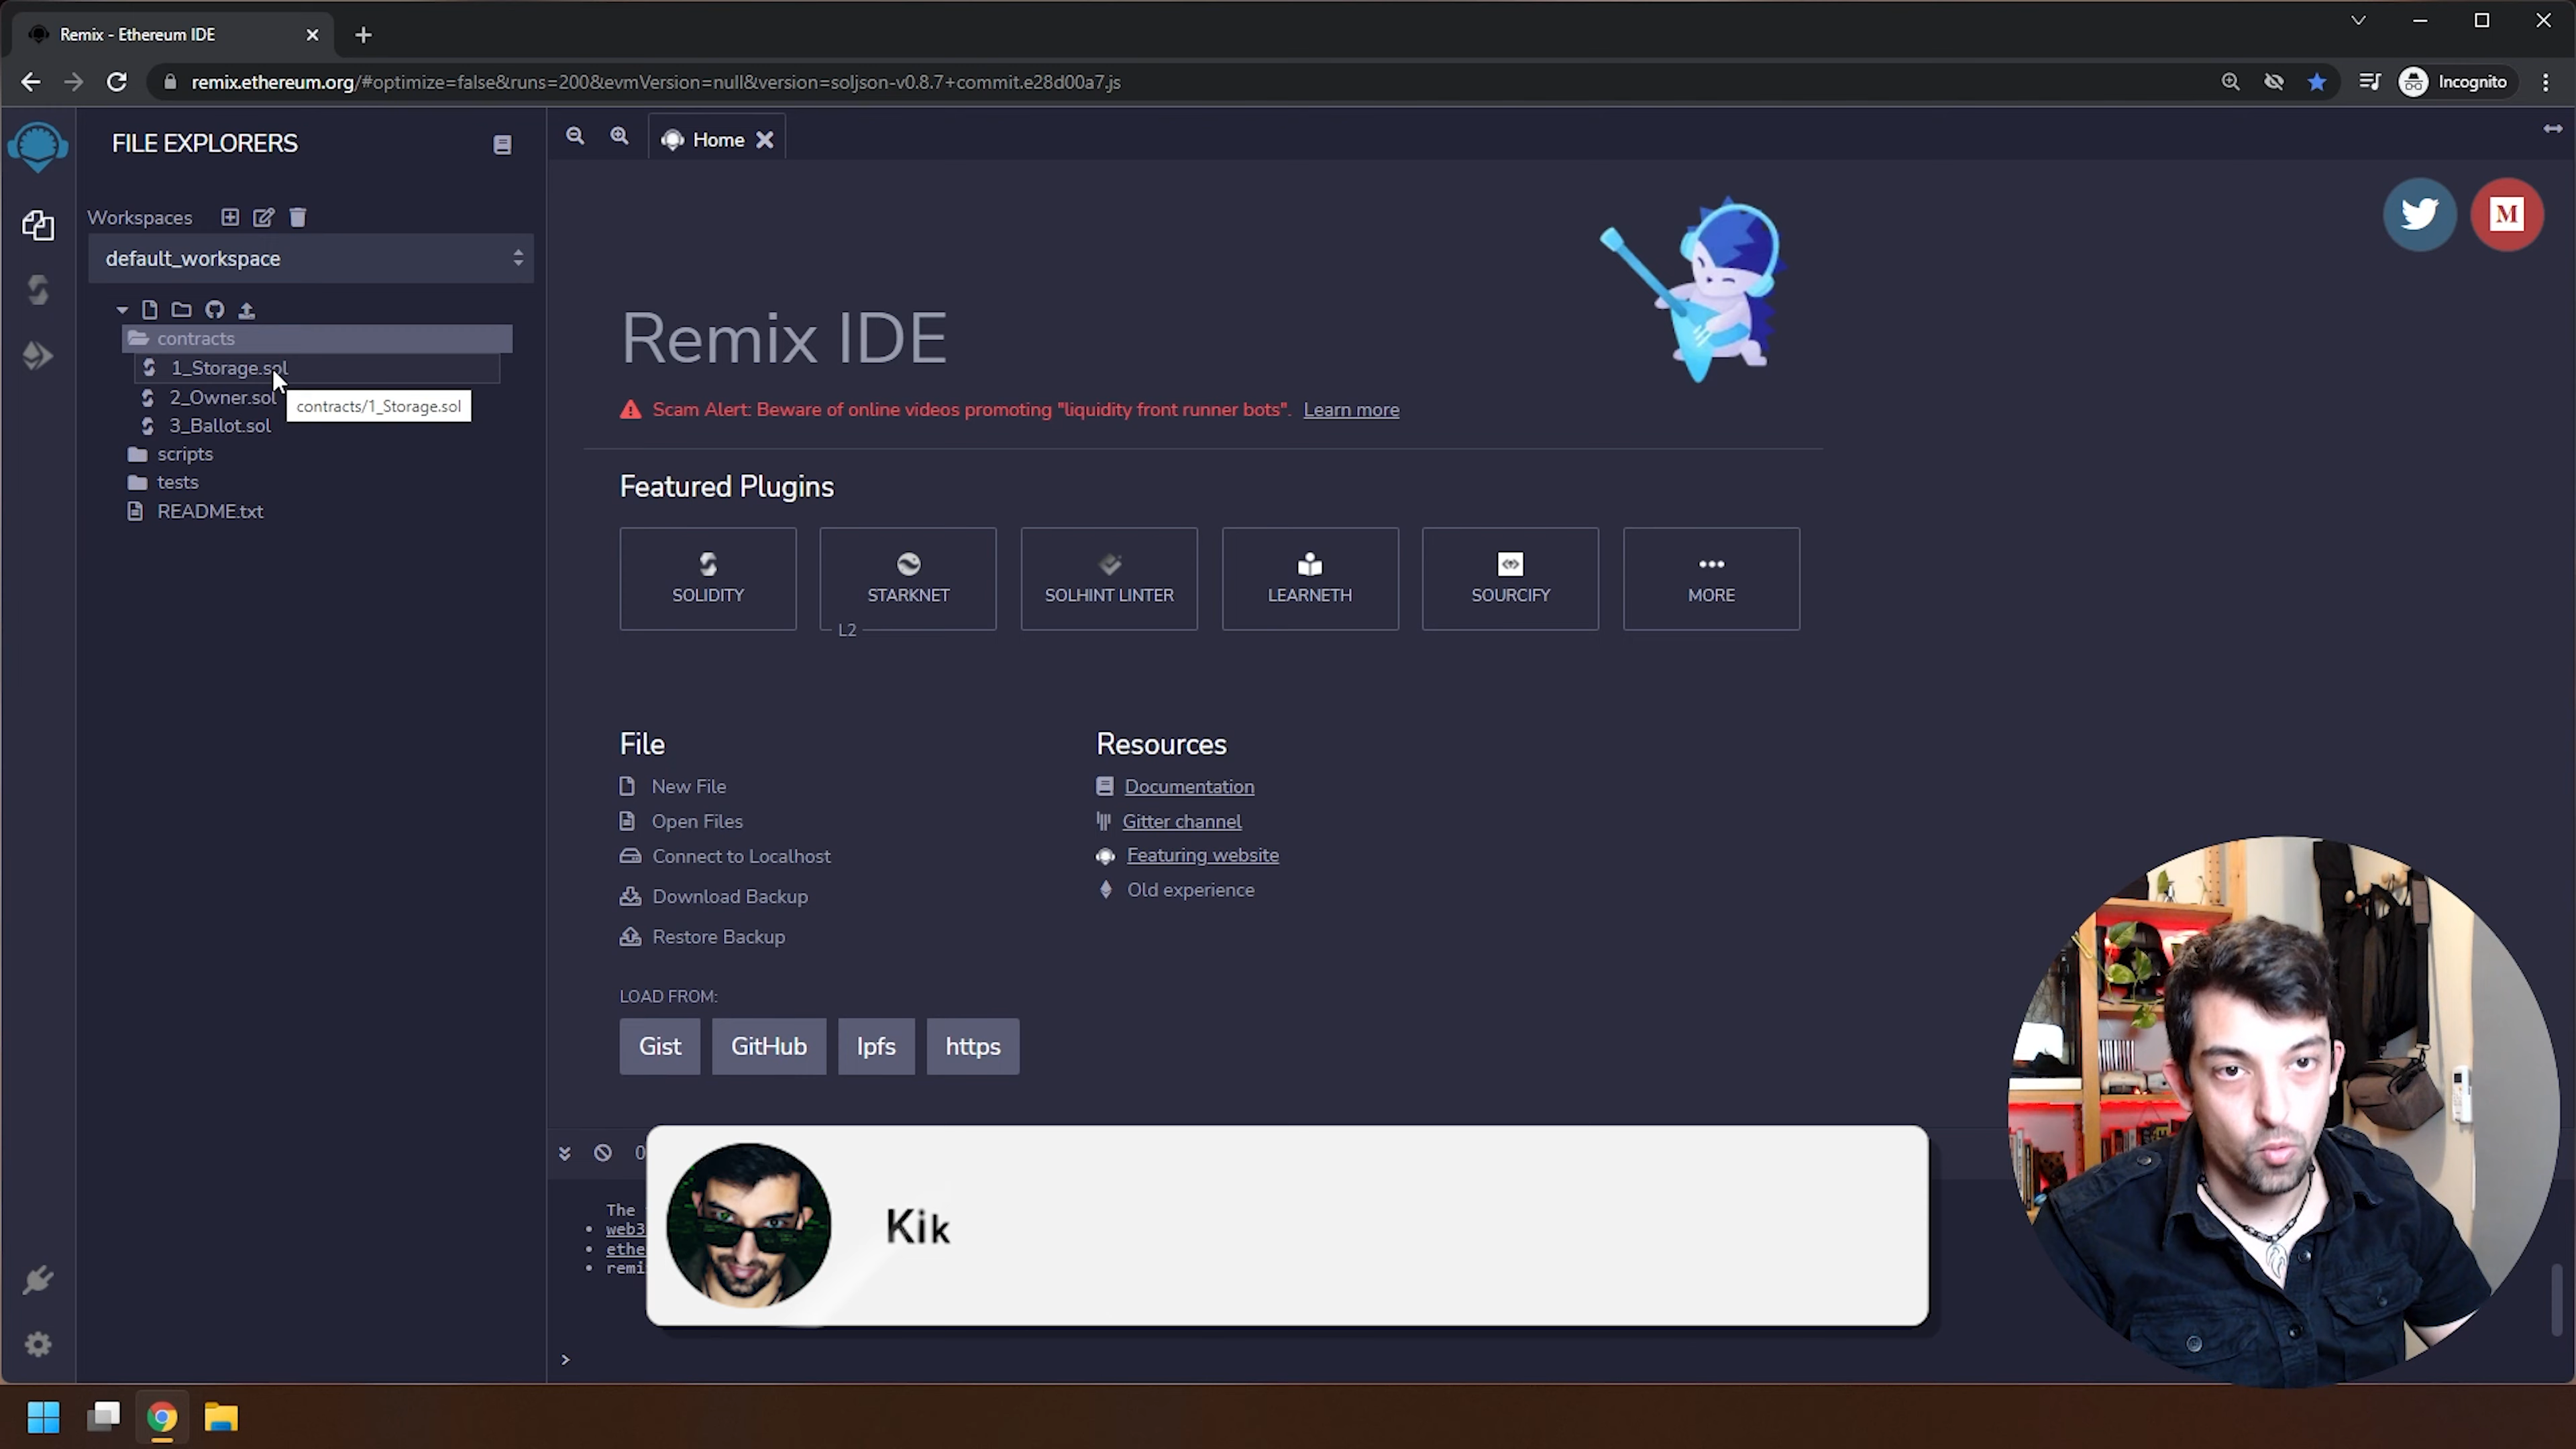 Remix - Ethereum IDE
remix.ethereum.org/#optimize=false&runs=200&evmVersion=null&version=soljson-v0.8.7+commit.e28d00a7.js
Incognito
FILE EXPLORERS
Home
Workspaces
default_workspace
contracts
1_Storage.sol
2_Owner.sol
contracts/1_Storage.sol
3_Ballot.sol
scripts
tests
README.txt
M
Remix IDE
Scam Alert: Beware of online videos promoting "liquidity front runner bots". Learn more
Featured Plugins
SOLIDITY
STARKNET
L2
SOLHINT LINTER
LEARNETH
SOURCIFY
MORE
File
New File
Open Files
Connect to Localhost
Download Backup
Restore Backup
Resources
Documentation
Gitter channel
Featuring website
Old experience
LOAD FROM:
Gist
GitHub
Ipfs
https
0
The
web3
ethe
remi
>
Kik